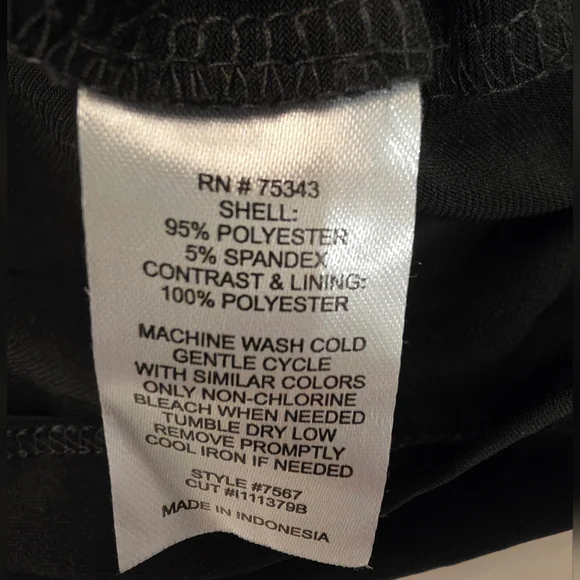 RN # 75343
SHELL:
95% POLYESTER
5% SPANDEX
CONTRAST & LINING:
100% POLYESTER
MACHINE WASH COLD
GENTLE CYCLE
WITH SIMILAR COLORS
ONLY NON-CHLORINE
BLEACH WHEN NEEDED
TUMBLE DRY LOW
REMOVE PROMPTLY
COOL IRON IF NEEDED
STYLE #7567
CUT #I111379B
MADE IN INDONESIA